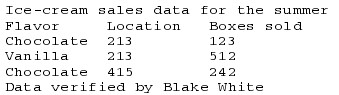 Ice-cream sales data for the summer
Flavor Location Boxes sold
Chocolate 213 123
Vanilla 213 512
Chocolate 415 242
Data verified by Blake White